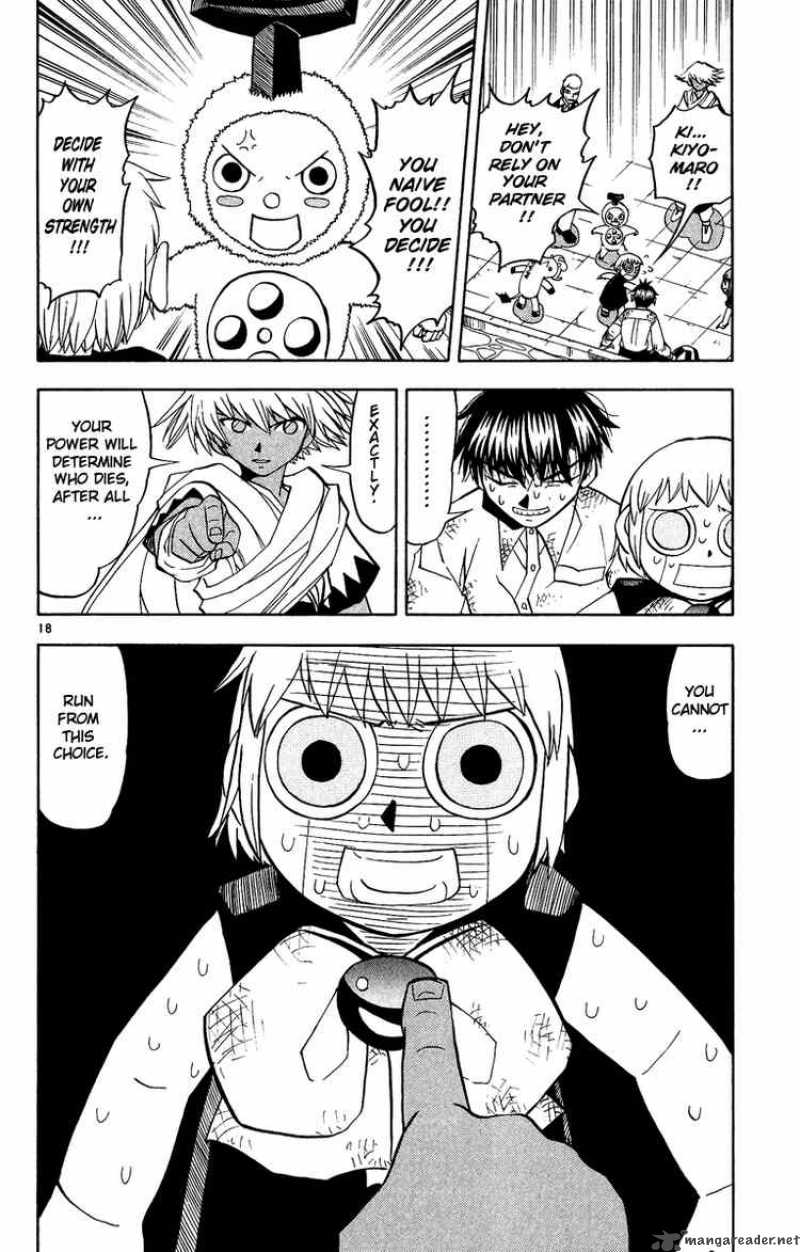 KI...
KIYO-
MARO
!!
HEY,
DON'T
RELY ON
YOUR
PARTNER
!!
YOU
NAIVE
FOOL!!
YOU
DECIDE
!!!
DECIDE
WITH
YOUR
OWN
STRENGTH
!!!
.........
EXACTLY.
YOUR
POWER WILL
DETERMINE
WHO DIES,
AFTER ALL
...
18
YOU
CANNOT
...
RUN
FROM
THIS
CHOICE.
mangareader.net